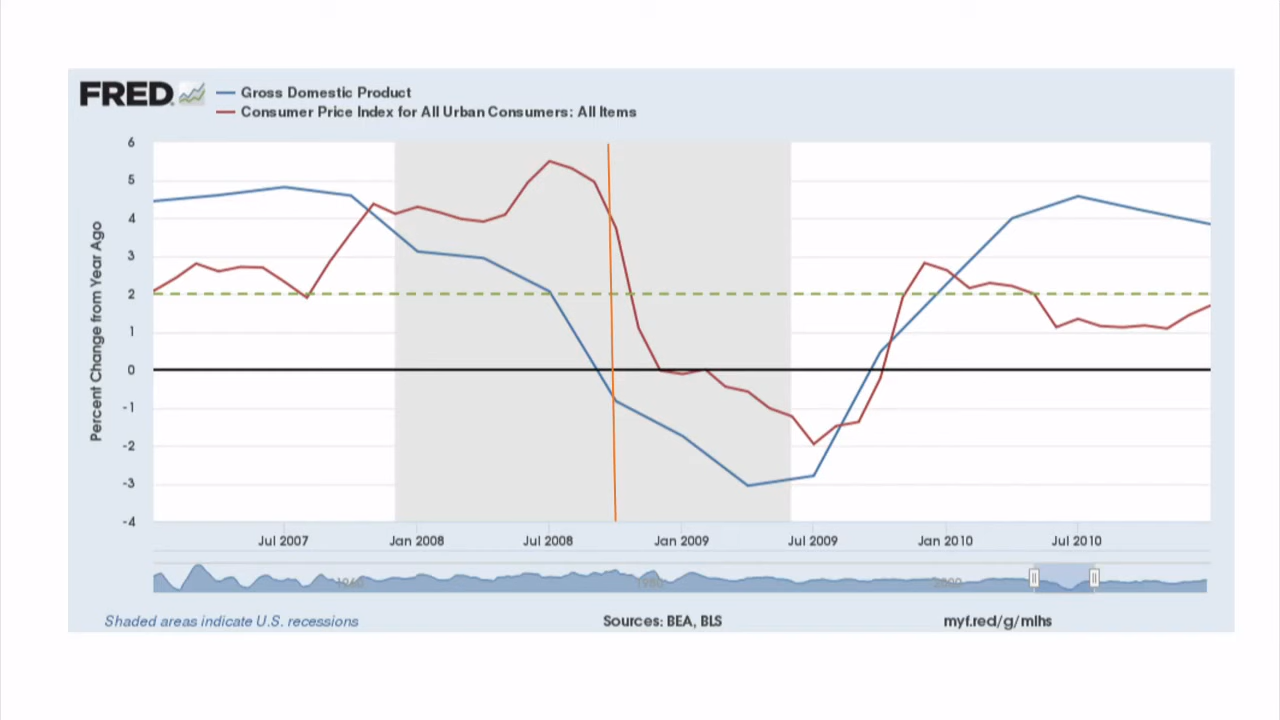 FRED
Gross Domestic Product
Consumer Price Index for All Urban Consumers: All Items
Percent Change from Year Ago
6
5
4
3
2
1
0
-1
-2
-3
-4
Jul 2007 Jan 2008 Jul 2008 Jan 2009 Jul 2009 Jan 2010 Jul 2010
2000
Shaded areas indicate U.S. recessions Sources: BEA, BLS myf.red/g/mlhs